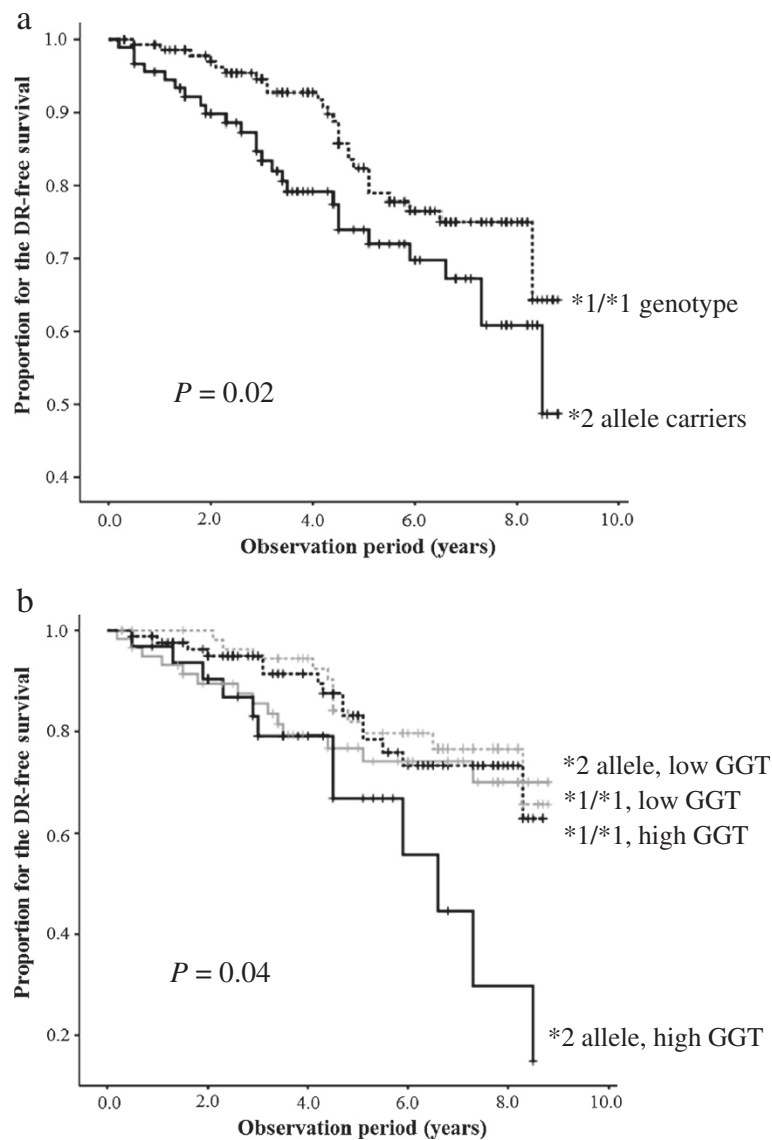 a
1.0
0.9
0.8
0.7
0.6
0.5
0.4
Proportion for the DR-free survival
*1/*1 genotype
*2 allele carriers
P = 0.02
0.0 2.0 4.0 6.0 8.0 10.0
Observation period (years)
b
1.0
0.8
0.6
0.4
0.2
Proportion for the DR-free survival
*2 allele, low GGT
*1/*1, low GGT
*1/*1, high GGT
P = 0.04
*2 allele, high GGT
0.0 2.0 4.0 6.0 8.0 10.0
Observation period (years)